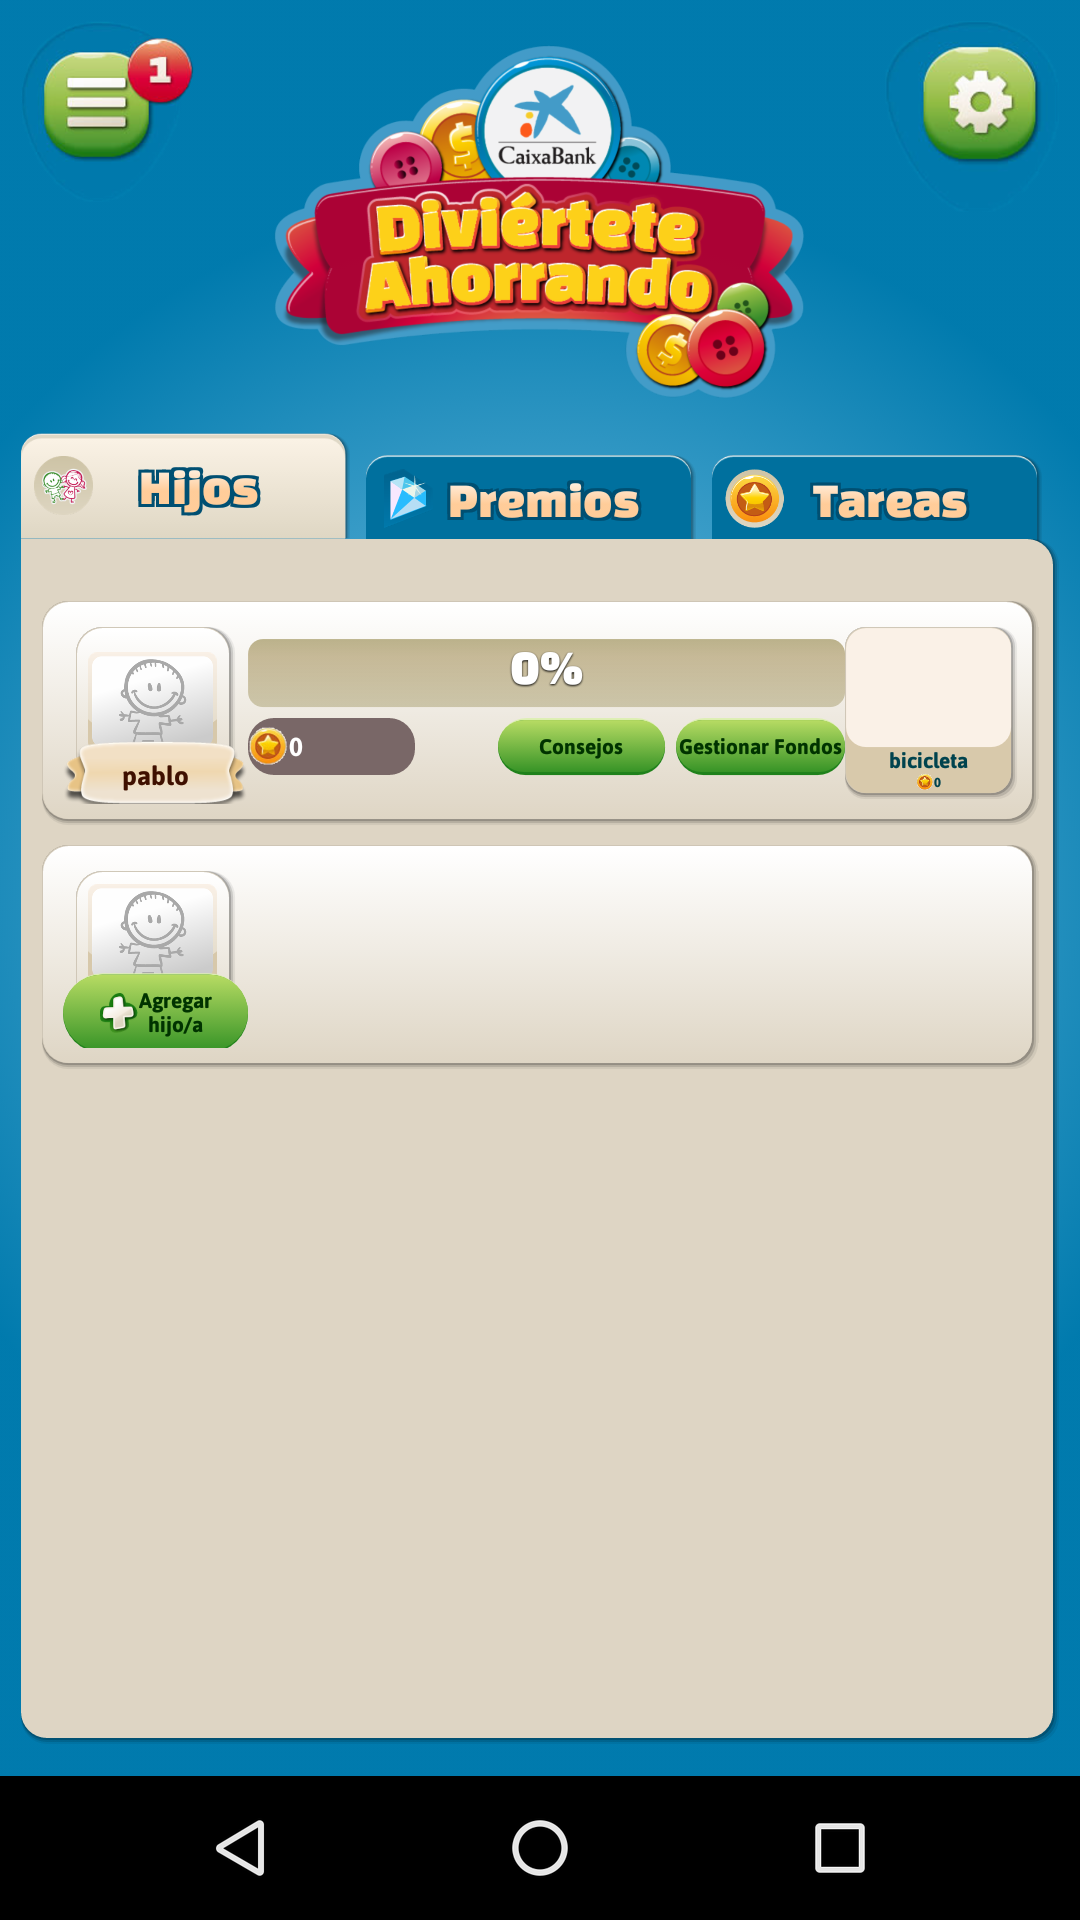 1
CaixaBank
Diviértete
Ahorrando
Hijos
Premios
Tareas
0%
pablo
0
Consejos
Gestionar Fondos
bicicleta
0
Agregar
hijo/a